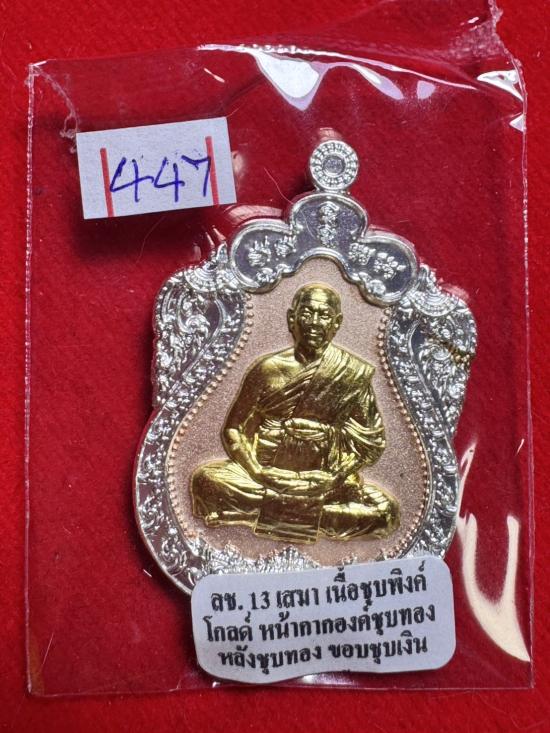 447
ลช. 13 เสมา เนื้อชุบพิงค์
โกลด์ หน้ากากองค์ชุบทอง
หลังชุบทอง ขอบชุบเงิน